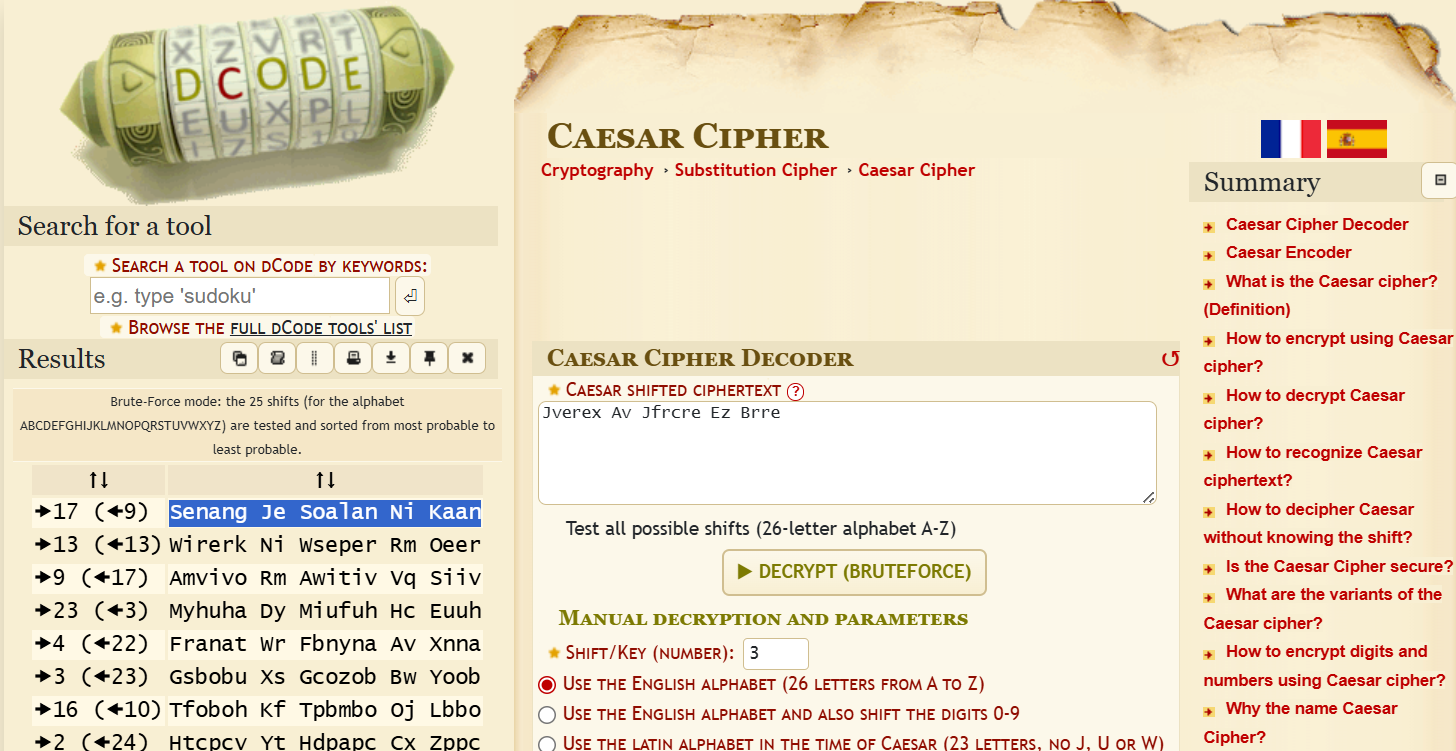 DCODE
Search for a tool
SEARCH A TOOL ON DCODE BY KEYWORDS:
e.g. type 'sudoku'
BROWSE THE FULL DCODE TOOLS' LIST
Results
Brute-Force mode: the 25 shifts (for the alphabet
ABCDEFGHIJKLMNOPQRSTUVWXYZ) are tested and sorted from most probable to
least probable.
↑↓ ↑↓
🠞17 (🠜9) Senang Je Soalan Ni Kaan
🠞13 (🠜13) Wirerk Ni Wseper Rm Oeer
🠞9 (🠜17) Amvivo Rm Awitiv Vq Siiv
🠞23 (🠜3) Myhuha Dy Miufuh Hc Euuh
🠞4 (🠜22) Franat Wr Fbnyna Av Xnna
🠞3 (🠜23) Gsbobu Xs Gcozob Bw Yoob
🠞16 (🠜10) Tfoboh Kf Tpbmbo Oj Lbbo
🠞2 (🠜24) Htcpcv Yt Hdpapc Cx Zppc
CAESAR CIPHER
Cryptography › Substitution Cipher › Caesar Cipher
CAESAR CIPHER DECODER
CAESAR SHIFTED CIPHERTEXT ?
Jverex Av Jfrcre Ez Brre
Test all possible shifts (26-letter alphabet A-Z)
► DECRYPT (BRUTEFORCE)
MANUAL DECRYPTION AND PARAMETERS
SHIFT/KEY (NUMBER): 3
USE THE ENGLISH ALPHABET (26 LETTERS FROM A TO Z)
USE THE ENGLISH ALPHABET AND ALSO SHIFT THE DIGITS 0-9
USE THE LATIN ALPHABET IN THE TIME OF CAESAR (23 LETTERS, NO J, U OR W)
Summary
Caesar Cipher Decoder
Caesar Encoder
What is the Caesar cipher?
(Definition)
How to encrypt using Caesar
cipher?
How to decrypt Caesar
cipher?
How to recognize Caesar
ciphertext?
How to decipher Caesar
without knowing the shift?
Is the Caesar Cipher secure?
What are the variants of the
Caesar cipher?
How to encrypt digits and
numbers using Caesar cipher?
Why the name Caesar
Cipher?